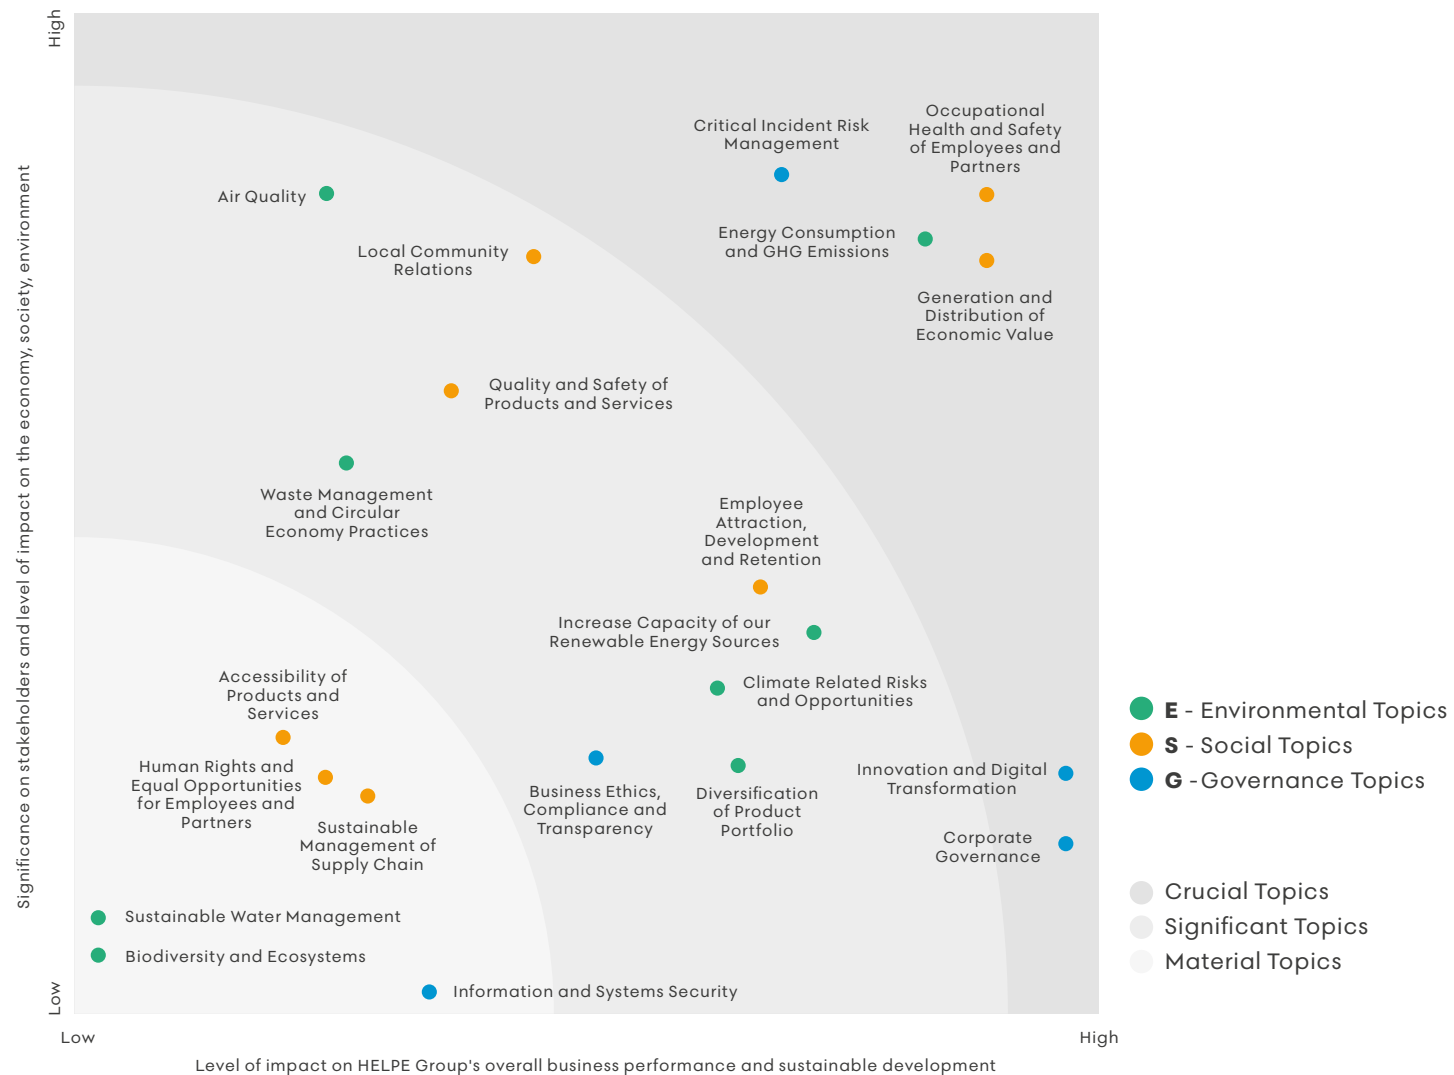 High
Significance on stakeholders and level of impact on the economy, society, environment
Low
Critical Incident Risk
Management
Occupational
Health and Safety
of Employees and
Partners
Air Quality
Energy Consumption
and GHG Emissions
Local Community
Relations
Generation and
Distribution of
Economic Value
Quality and Safety of
Products and Services
Waste Management
and Circular
Economy Practices
Employee
Attraction,
Development
and Retention
Increase Capacity of our
Renewable Energy Sources
Climate Related Risks
and Opportunities
Accessibility of
Products and
Services
Human Rights and
Equal Opportunities
for Employees and
Partners
Sustainable
Management of
Supply Chain
Business Ethics,
Compliance and
Transparency
Diversification
of Product
Portfolio
Innovation and Digital
Transformation
Corporate
Governance
Sustainable Water Management
Biodiversity and Ecosystems
Information and Systems Security
Low
High
Level of impact on HELPE Group's overall business performance and sustainable development
E - Environmental Topics
S - Social Topics
G - Governance Topics
Crucial Topics
Significant Topics
Material Topics